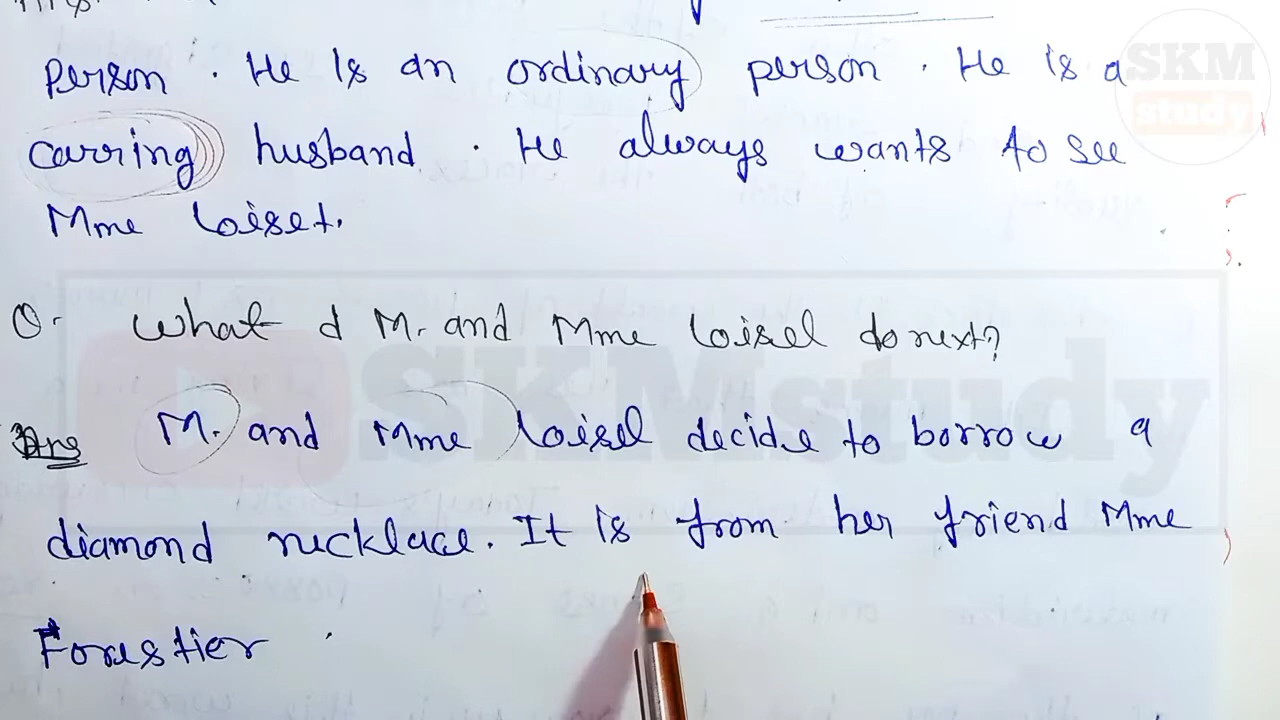 person . He is an ordinary person . He is a
carring husband . He always wants to see
Mme loiset.
Q. What d M. and Mme loisel do next?
Ans M. and Mme loisel decide to borrow a
diamond necklace. It is from her friend Mme
Forestier .
SKM
study
SKMstudy